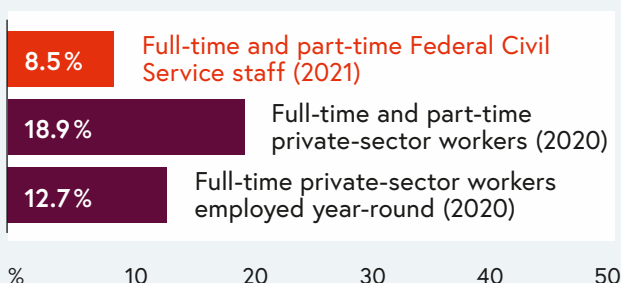 8.5%
Full-time and part-time Federal Civil
Service staff (2021)
18.9%
Full-time and part-time
private-sector workers (2020)
12.7%
Full-time private-sector workers
employed year-round (2020)
% 10 20 30 40 50